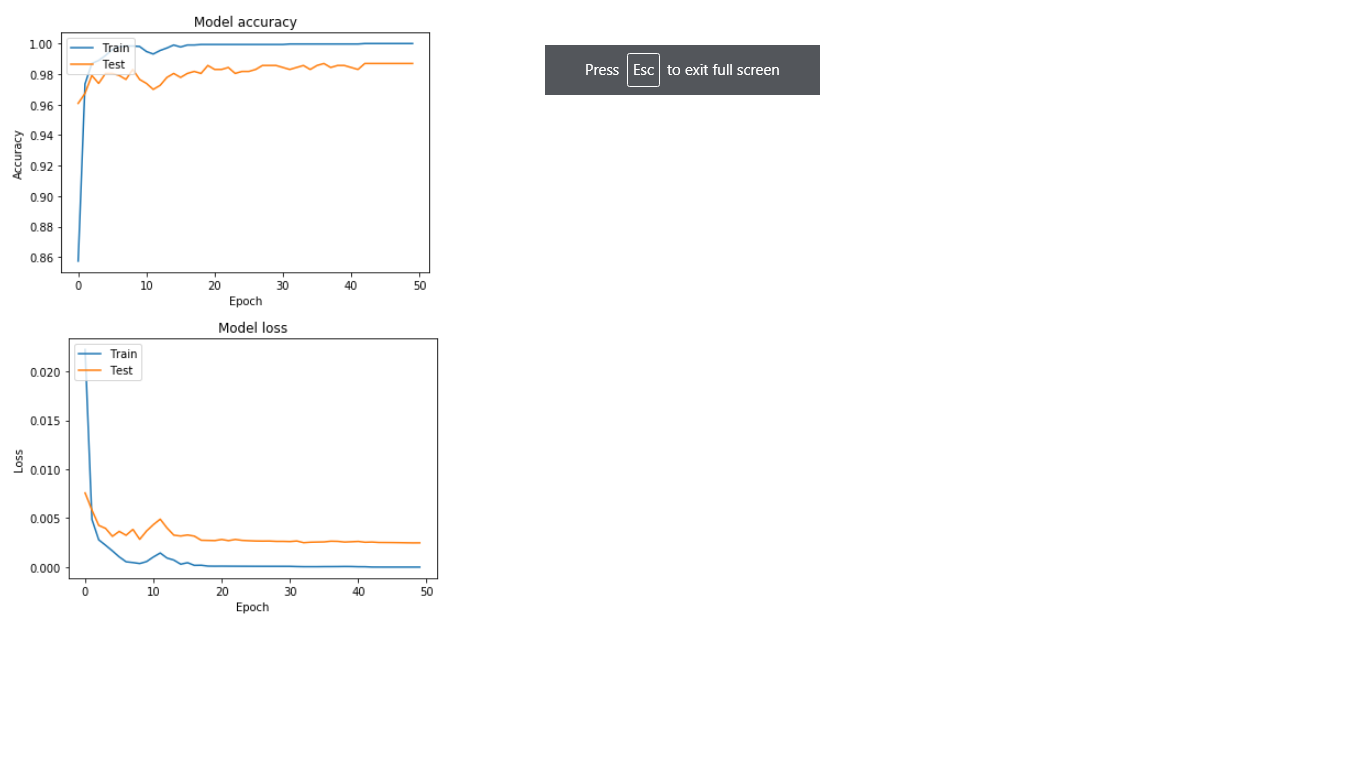 Model accuracy
Train
Test
1.00
0.98
0.96
0.94
0.92
0.90
0.88
0.86
Accuracy
0 10 20 30 40 50
Epoch
Press Esc to exit full screen
Model loss
Train
Test
0.020
0.015
0.010
0.005
0.000
Loss
0 10 20 30 40 50
Epoch